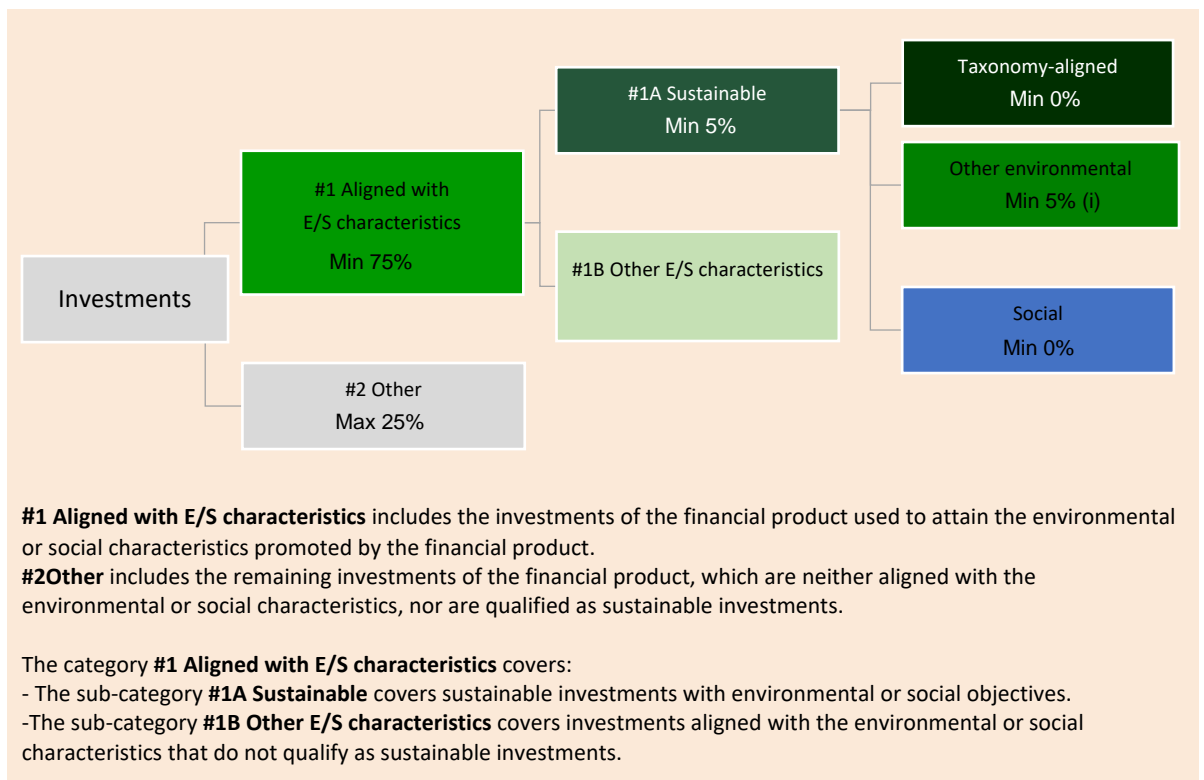 Investments
#1 Aligned with
E/S characteristics
Min 75%
#2 Other
Max 25%
#1A Sustainable
Min 5%
#1B Other E/S characteristics
Taxonomy-aligned
Min 0%
Other environmental
Min 5% (i)
Social
Min 0%
#1 Aligned with E/S characteristics includes the investments of the financial product used to attain the environmental
or social characteristics promoted by the financial product.
#2Other includes the remaining investments of the financial product, which are neither aligned with the
environmental or social characteristics, nor are qualified as sustainable investments.
The category #1 Aligned with E/S characteristics covers:
- The sub-category #1A Sustainable covers sustainable investments with environmental or social objectives.
-The sub-category #1B Other E/S characteristics covers investments aligned with the environmental or social
characteristics that do not qualify as sustainable investments.